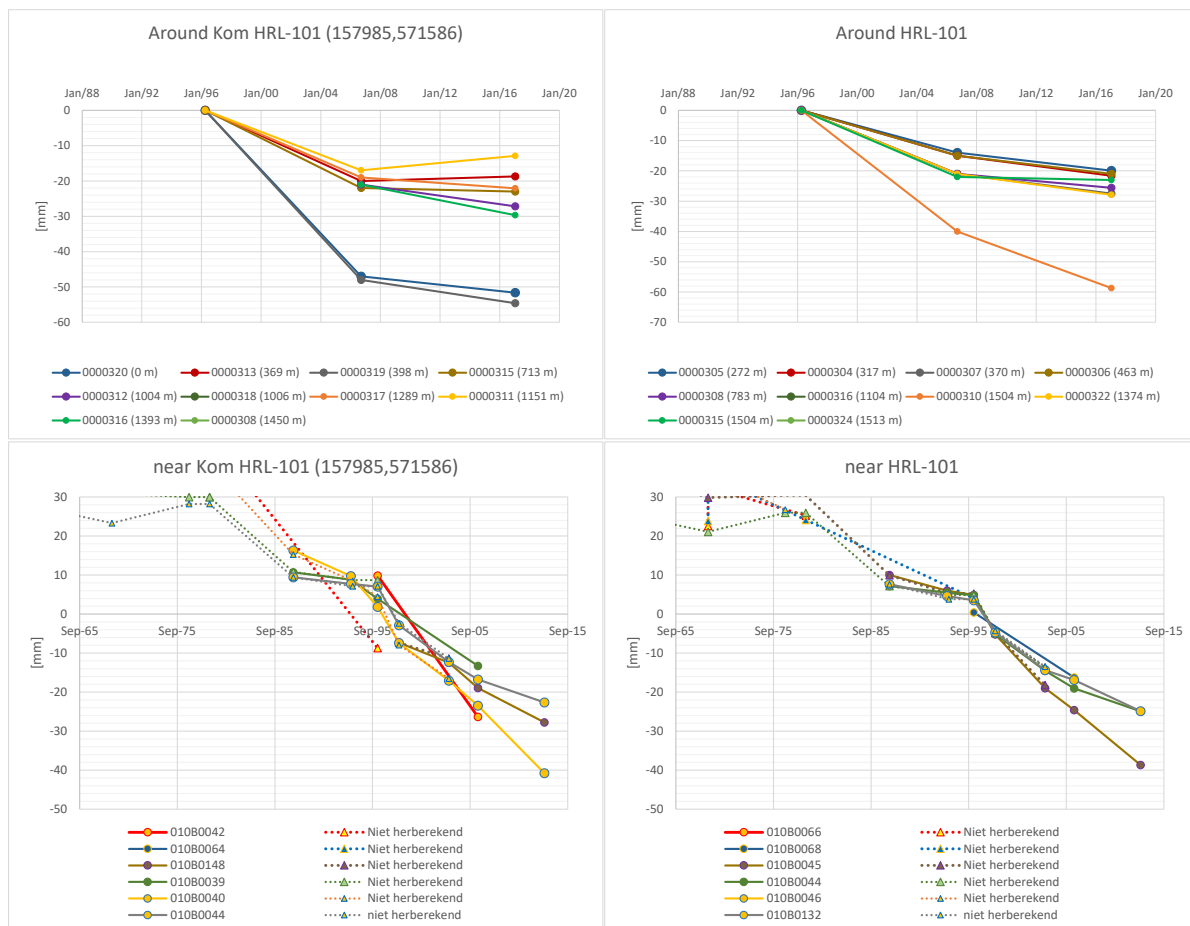 Around Kom HRL-101 (157985,571586)
Jan/88 Jan/92 Jan/96 Jan/00 Jan/04 Jan/08 Jan/12 Jan/16 Jan/20
0
-10
-20
-30
-40
-50
-60
[mm]
0000320 (0 m) 0000313 (369 m) 0000319 (398 m) 0000315 (713 m)
0000312 (1004 m) 0000318 (1006 m) 0000317 (1289 m) 0000311 (1151 m)
0000316 (1393 m) 0000308 (1450 m)
Around HRL-101
Jan/88 Jan/92 Jan/96 Jan/00 Jan/04 Jan/08 Jan/12 Jan/16 Jan/20
0
-10
-20
-30
-40
-50
-60
-70
[mm]
0000305 (272 m) 0000304 (317 m) 0000307 (370 m) 0000306 (463 m)
0000308 (783 m) 0000316 (1104 m) 0000310 (1504 m) 0000322 (1374 m)
0000315 (1504 m) 0000324 (1513 m)
near Kom HRL-101 (157985,571586)
30
20
10
0
Sep-65 Sep-75 Sep-85 Sep-95 Sep-05 Sep-15
-10
-20
-30
-40
-50
[mm]
010B0042 Niet herberekend
010B0064 Niet herberekend
010B0148 Niet herberekend
010B0039 Niet herberekend
010B0040 Niet herberekend
010B0044 niet herberekend
near HRL-101
30
20
10
0
Sep-65 Sep-75 Sep-85 Sep-95 Sep-05 Sep-15
-10
-20
-30
-40
-50
[mm]
010B0066 Niet herberekend
010B0068 Niet herberekend
010B0045 Niet herberekend
010B0044 Niet herberekend
010B0046 Niet herberekend
010B0132 niet herberekend